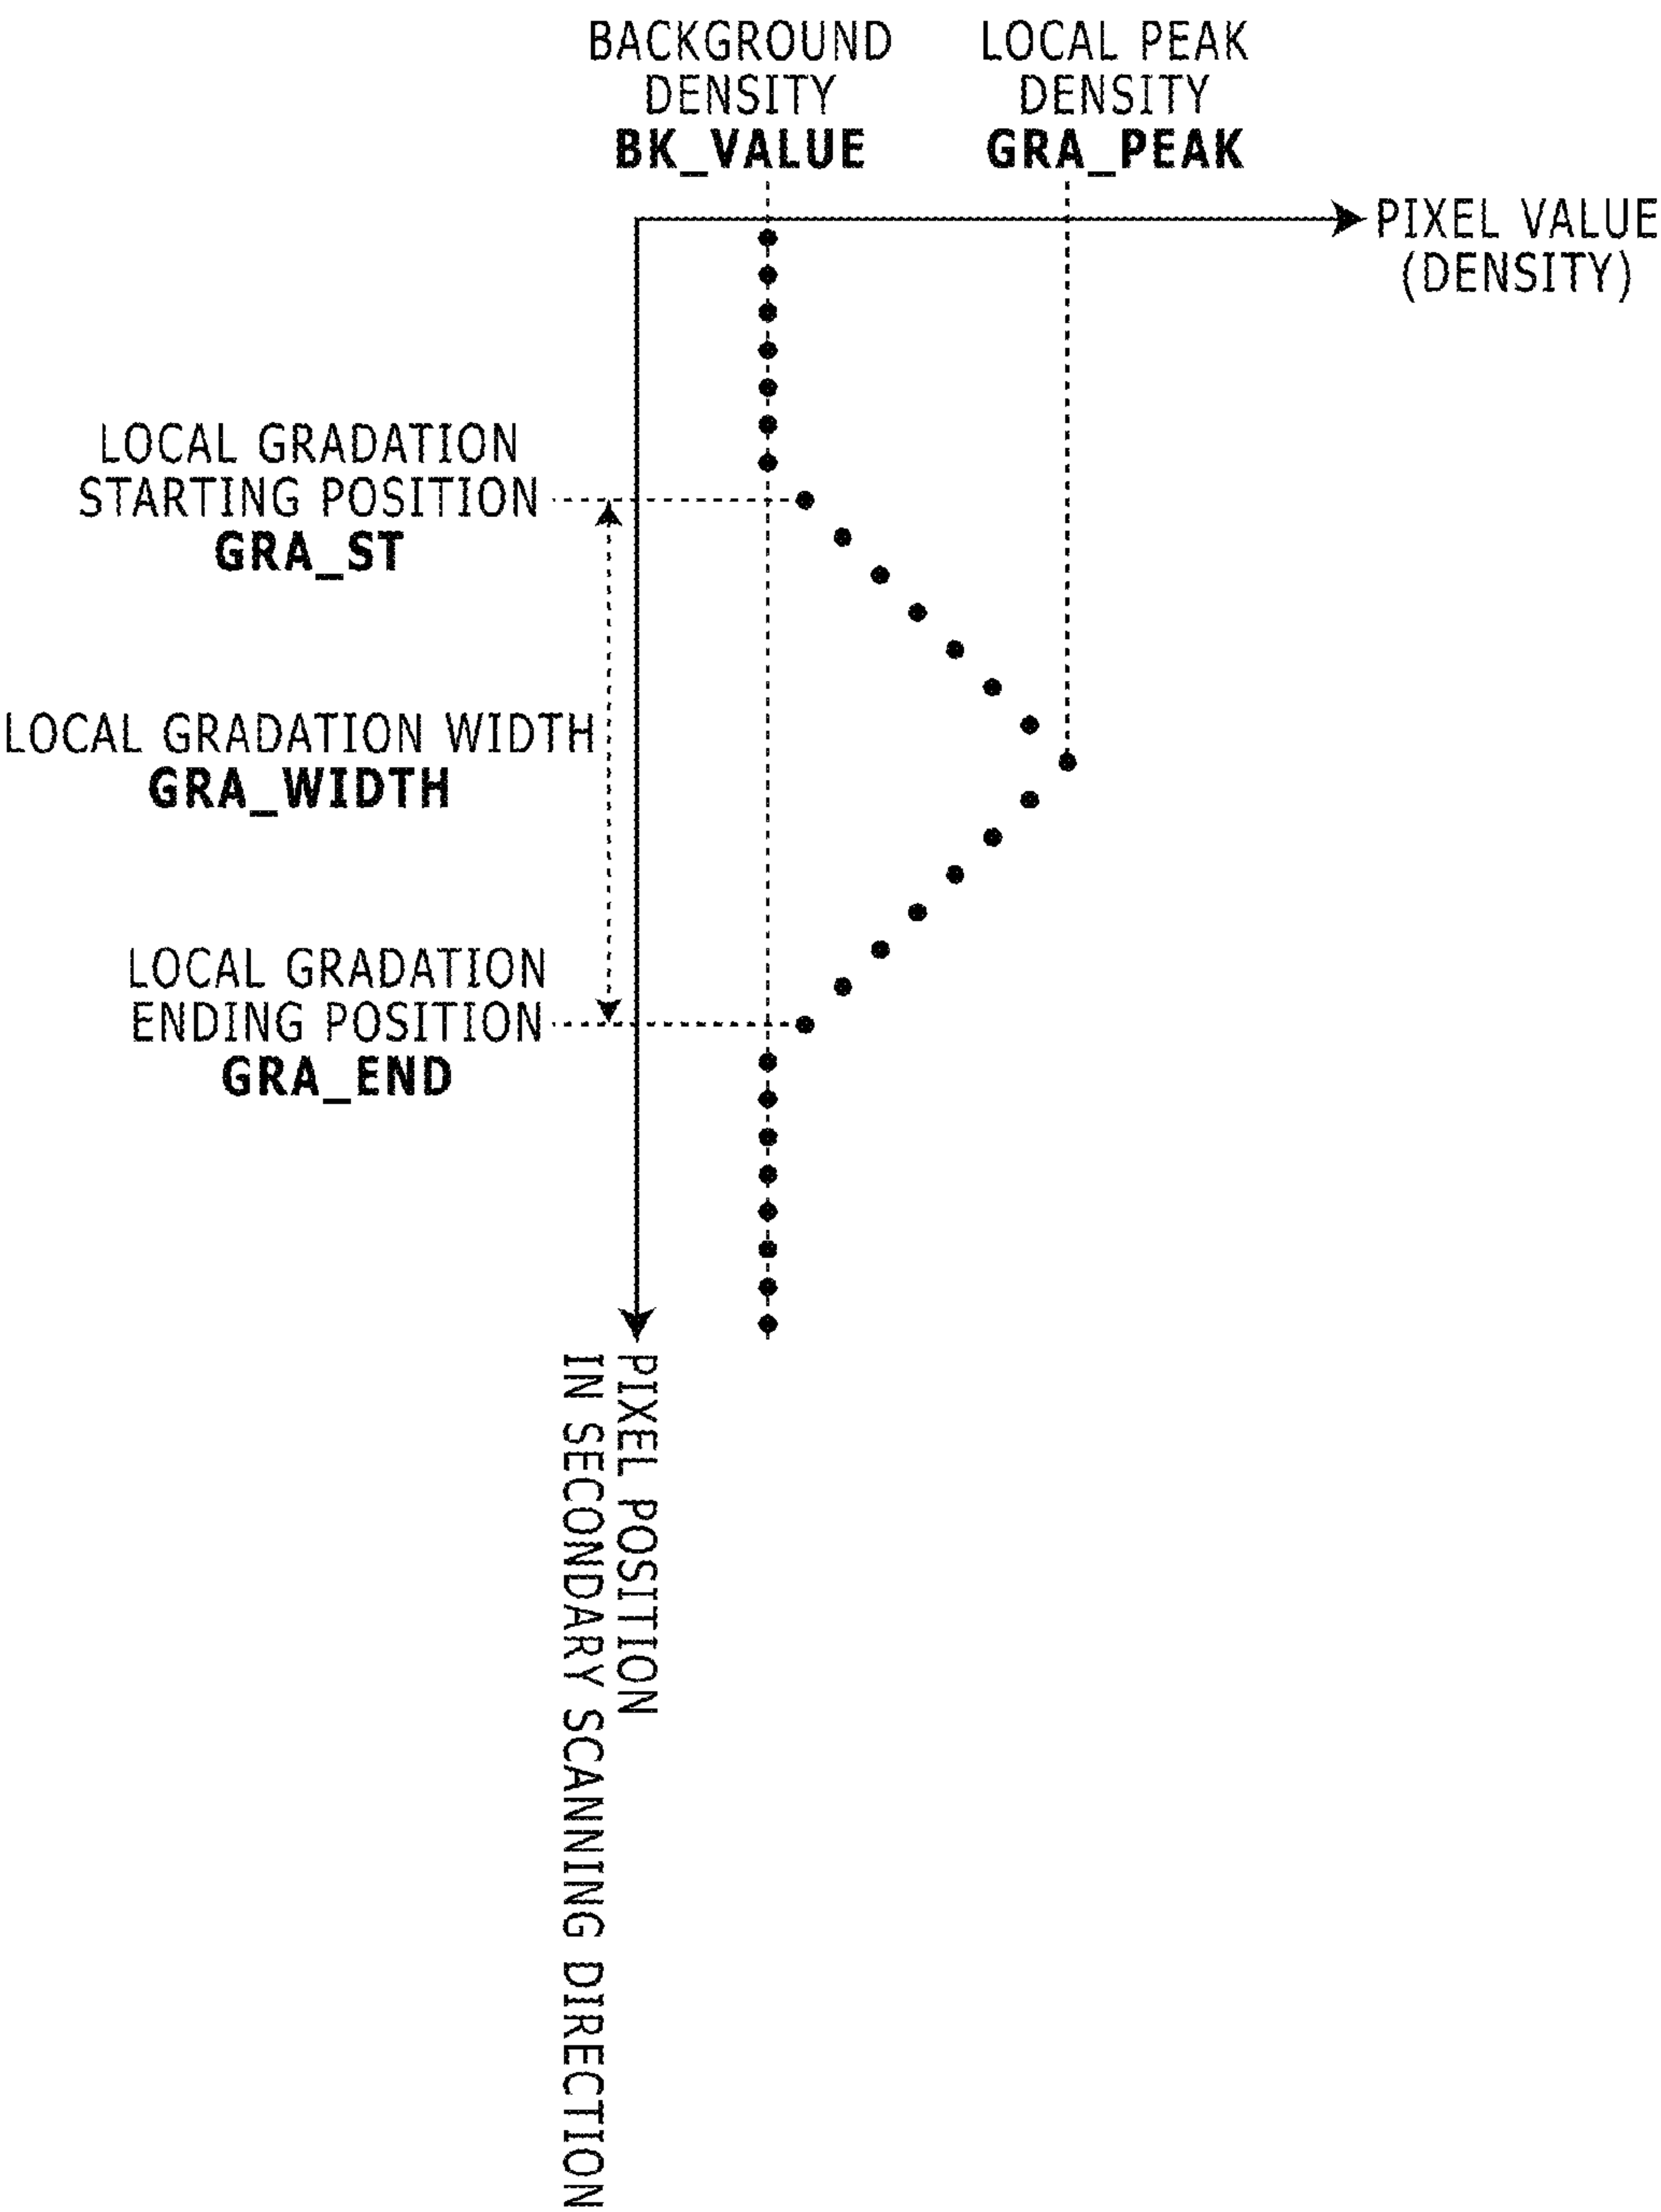 BACKGROUND
DENSITY
BK_VALUE
LOCAL PEAK
DENSITY
GRA_PEAK
PIXEL VALUE
(DENSITY)
LOCAL GRADATION
STARTING POSITION
GRA_ST
LOCAL GRADATION WIDTH
GRA_WIDTH
LOCAL GRADATION
ENDING POSITION
GRA_END
PIXEL POSITION
IN SECONDARY SCANNING DIRECTION